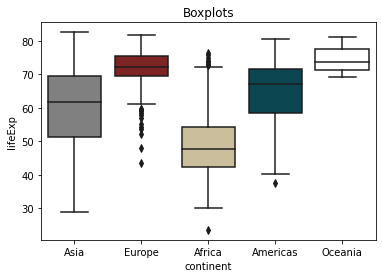 Boxplots
80
70
60
50
40
30
lifeExp
Asia
Europe
Africa
Americas
Oceania
continent